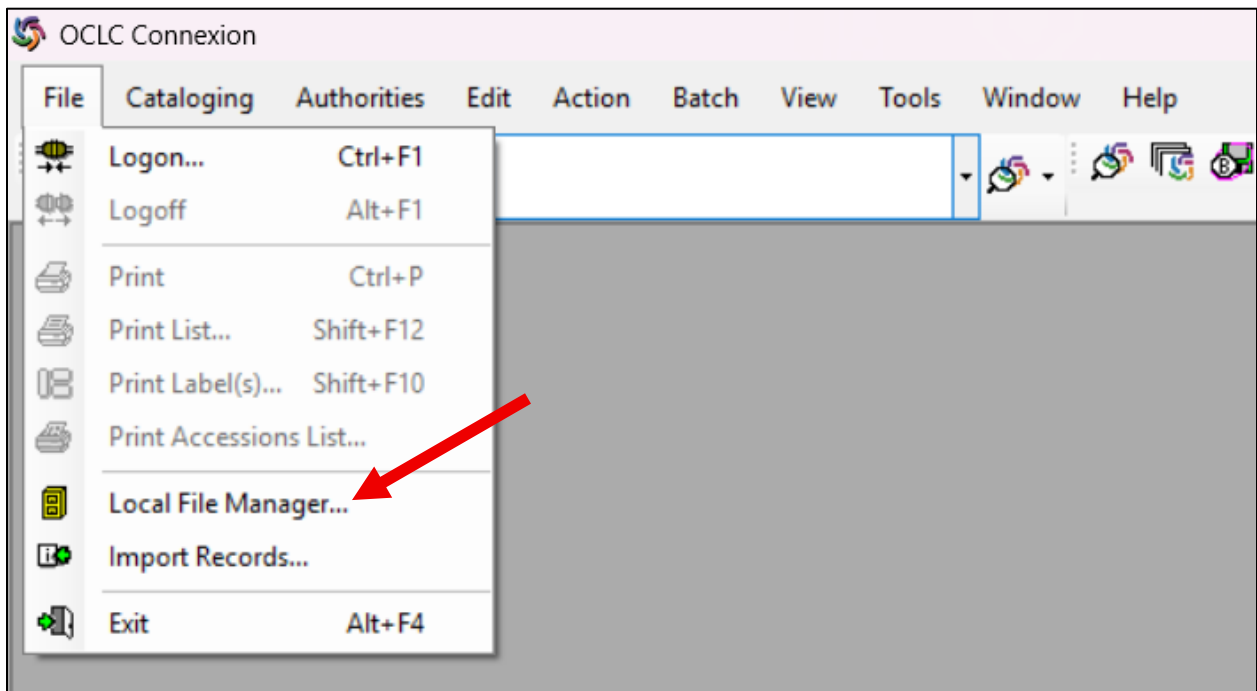 OCLC Connexion
File Cataloging Authorities Edit Action Batch View Tools Window Help
Logon... Ctrl+F1
Logoff Alt+F1
Print Ctrl+P
Print List... Shift+F12
Print Label(s)... Shift+F10
Print Accessions List...
Local File Manager...
Import Records...
Exit Alt+F4